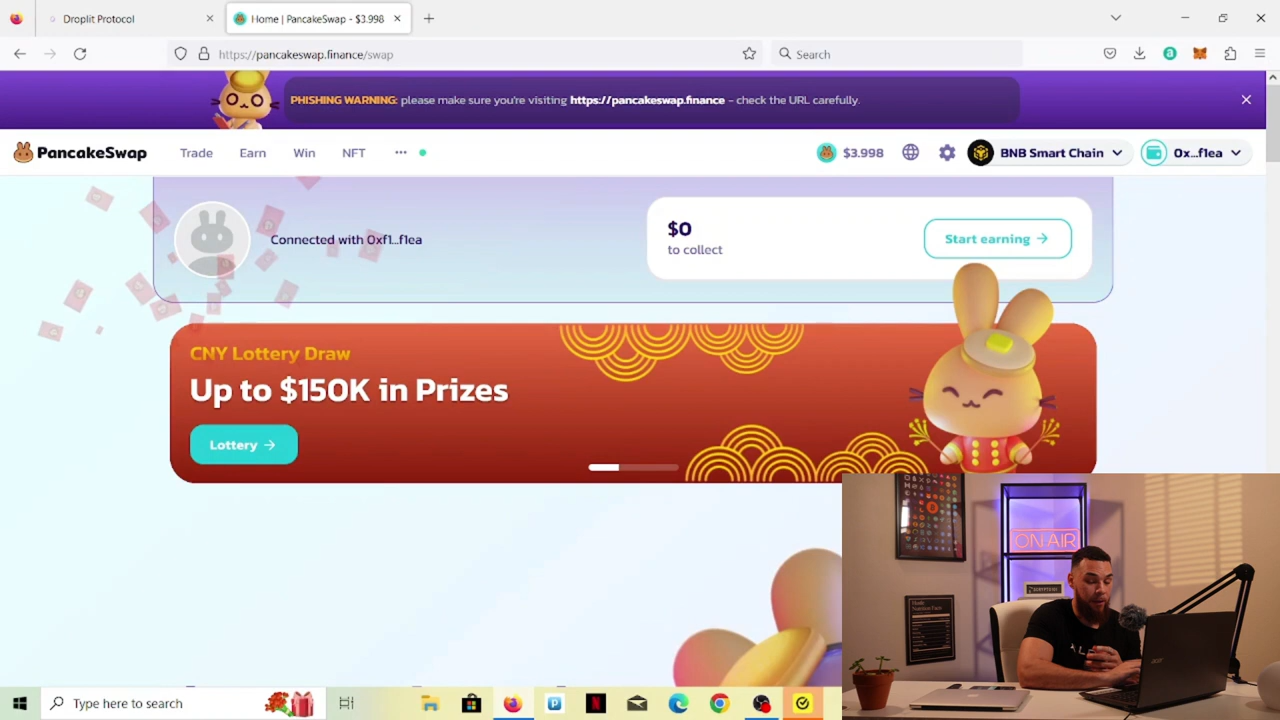 Droplit Protocol
Home | PancakeSwap - $3.998
https://pancakeswap.finance/swap
Search
PHISHING WARNING: please make sure you're visiting https://pancakeswap.finance - check the URL carefully.
PancakeSwap
Trade
Earn
Win
NFT
$3.998
BNB Smart Chain
0x...f1ea
Connected with 0xf1...f1ea
$0
to collect
Start earning
CNY Lottery Draw
Up to $150K in Prizes
Lottery
ON AIR
Type here to search